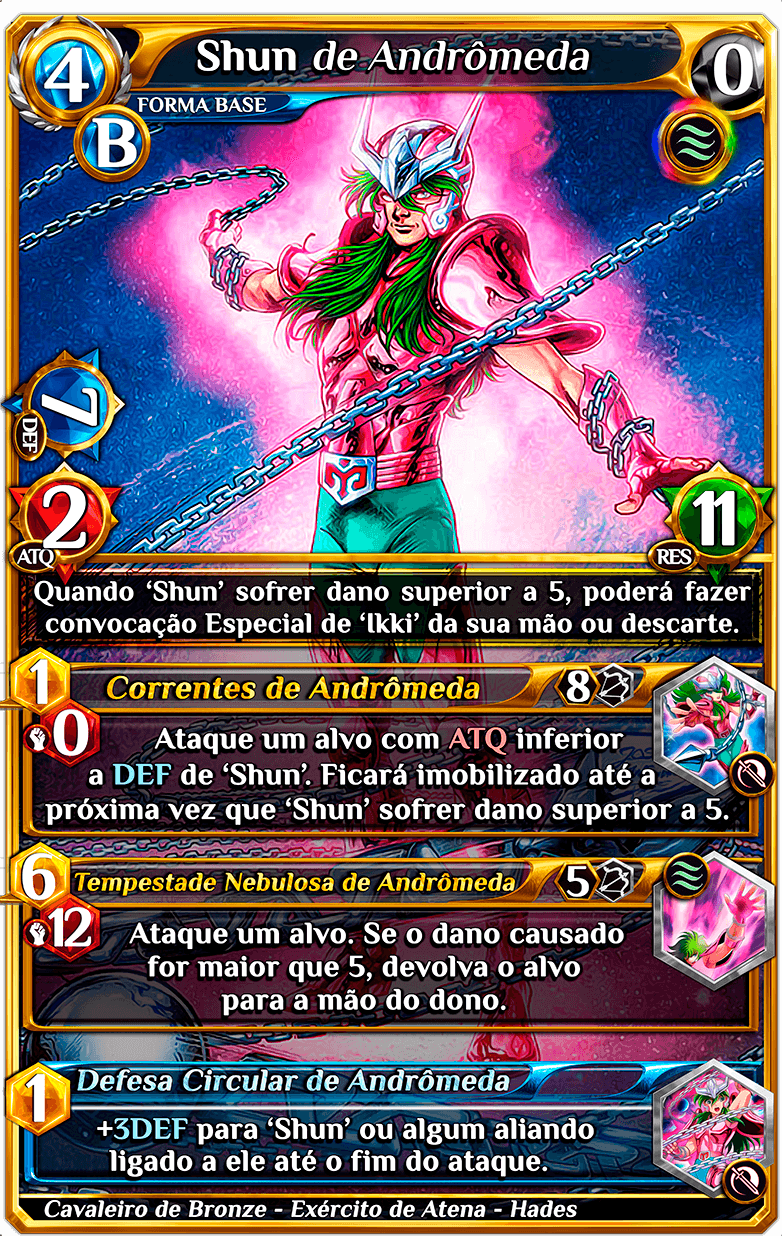 4
Shun de Andrômeda
0
FORMA BASE
B
7
DEF
2
ATQ
11
RES
Quando ‘Shun’ sofrer dano superior a 5, poderá fazer
convocação Especial de ‘Ikki’ da sua mão ou descarte.
1
Correntes de Andrômeda
8
0
Ataque um alvo com ATQ inferior
a DEF de ‘Shun’. Ficará imobilizado até a
próxima vez que ‘Shun’ sofrer dano superior a 5.
6
Tempestade Nebulosa de Andrômeda
5
12
Ataque um alvo. Se o dano causado
for maior que 5, devolva o alvo
para a mão do dono.
1
Defesa Circular de Andrômeda
+3DEF para ‘Shun’ ou algum aliando
ligado a ele até o fim do ataque.
Cavaleiro de Bronze - Exército de Atena - Hades